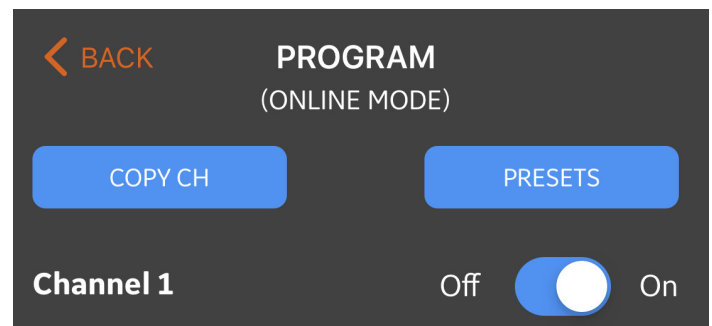 BACK
PROGRAM
(ONLINE MODE)
COPY CH
PRESETS
Channel 1
Off
On